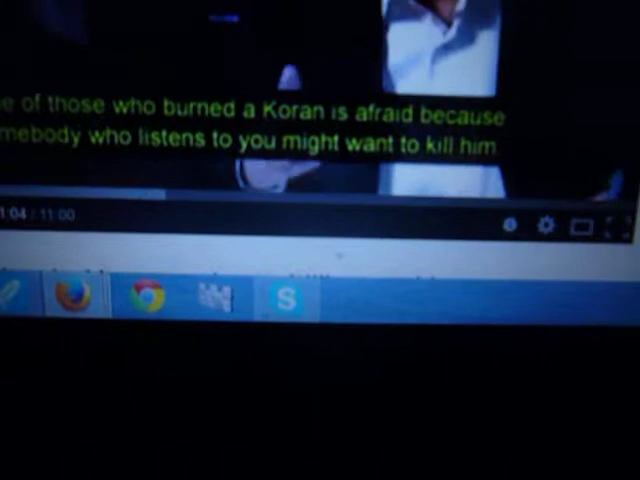 e of those who burned a Koran is afraid because
mebody who listens to you might want to kill him
1:04 / 11:00
S